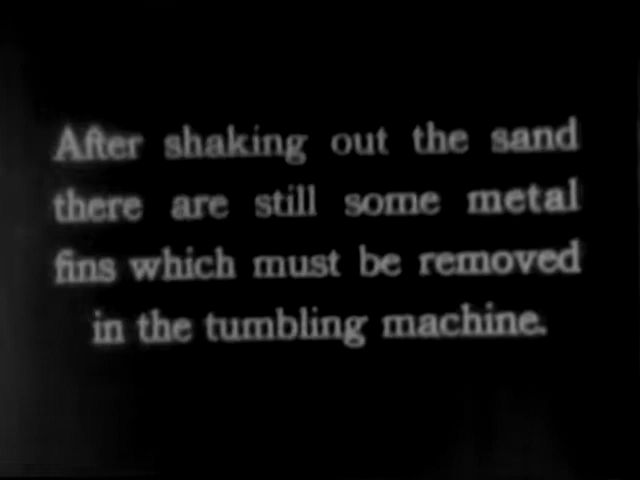 After shaking out the sand
there are still some metal
fins which must be removed
in the tumbling machine.